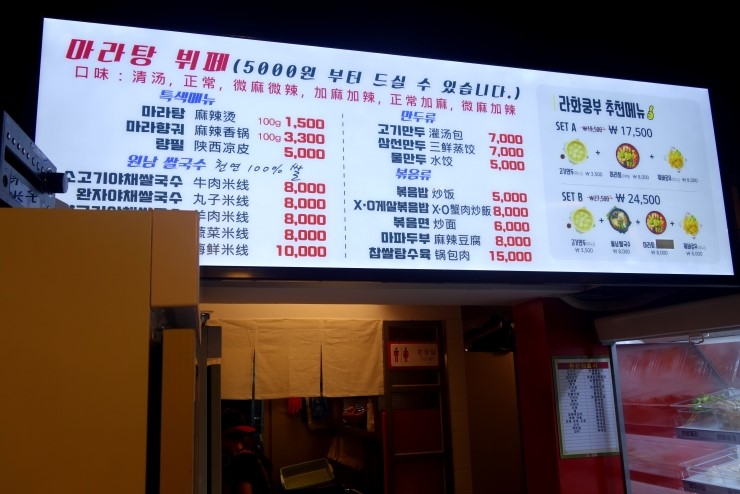 마라탕 뷔페 (5000원 부터 드실 수 있습니다.)
口味：清汤，正常，微麻微辣，加麻加辣，正常加麻，微麻加辣
특색메뉴
마라탕 麻辣烫 100g 1,500
마라향궈 麻辣香锅 100g 3,300
량필 陕西凉皮 5,000
원남 쌀국수 천연 100% 쌀
소고기야채쌀국수 牛肉米线 8,000
완자야채쌀국수 丸子米线 8,000
羊肉米线 8,000
蔬菜米线 8,000
海鲜米线 10,000
만두류
고기만두 灌汤包 7,000
삼선만두 三鲜蒸饺 7,000
물만두 水饺 5,000
볶음류
볶음밥 炒饭 5,000
X·O게살볶음밥 X·O蟹肉炒飯 8,000
볶음면 炒面 6,000
마파두부 麻辣豆腐 8,000
찹쌀탕수육 锅包肉 15,000
라화쿵부 추천메뉴
SET A ₩ 17,500
SET B ₩ 24,500